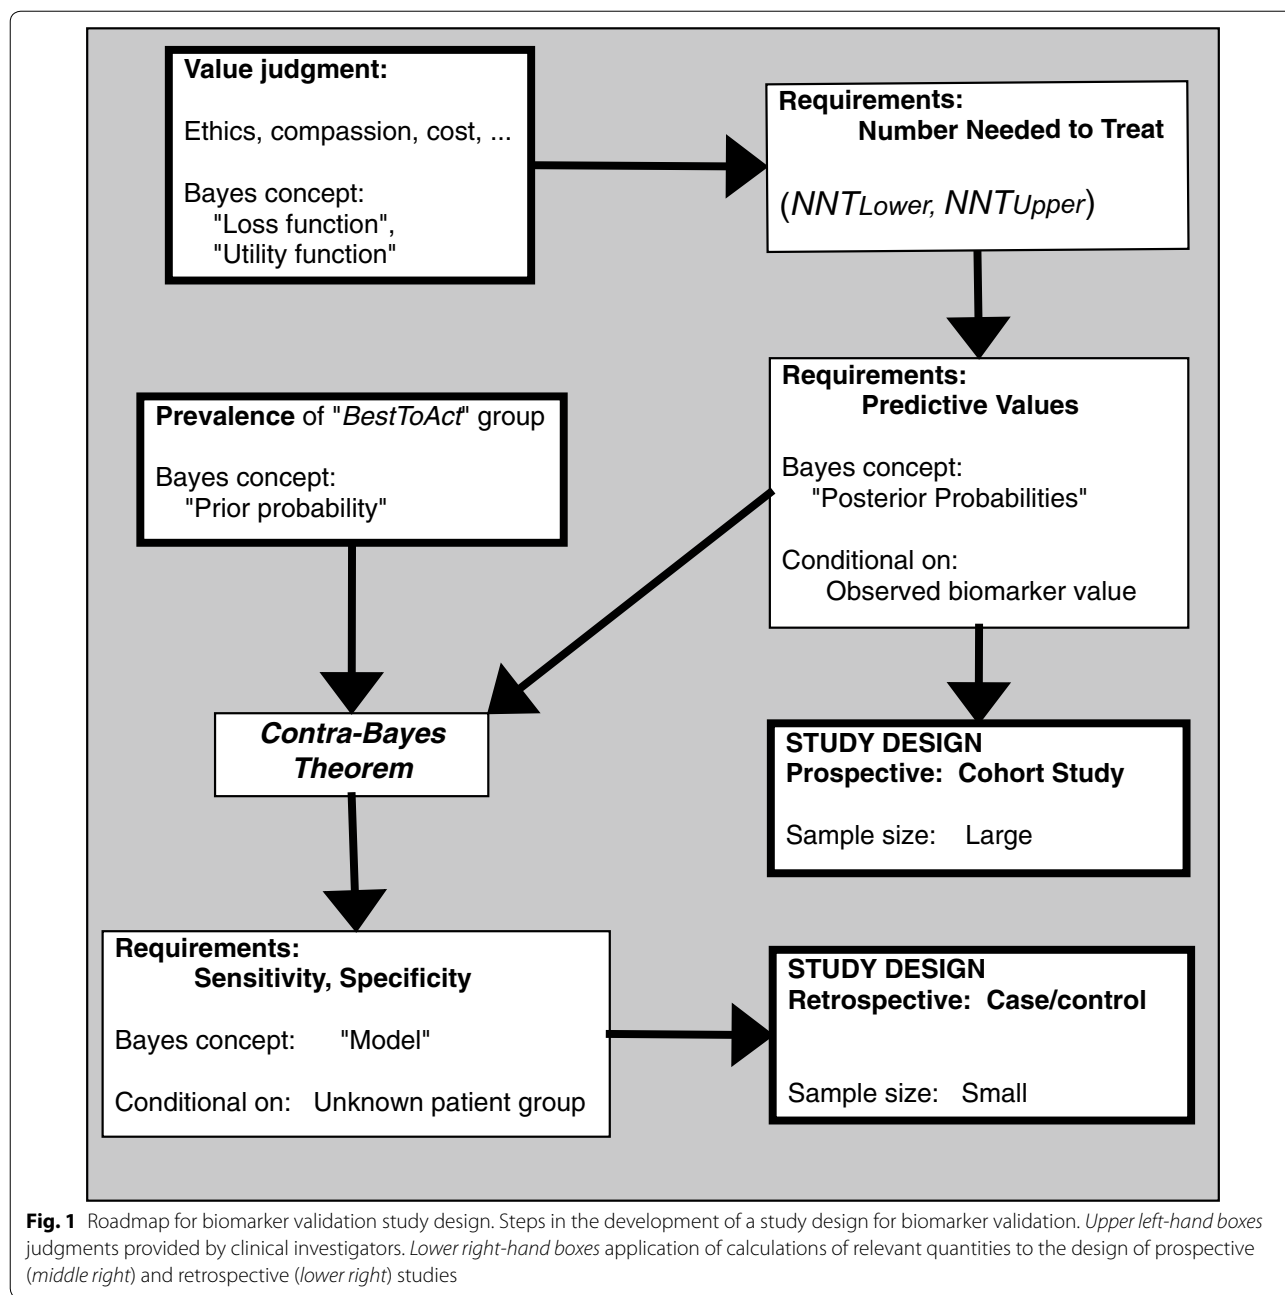 Value judgment:
Ethics, compassion, cost, ...
Bayes concept:
"Loss function",
"Utility function"
Requirements:
Number Needed to Treat
(NNTLower, NNTUpper)
Requirements:
Predictive Values
Bayes concept:
"Posterior Probabilities"
Conditional on:
Observed biomarker value
Prevalence of "BestToAct" group
Bayes concept:
"Prior probability"
Contra-Bayes
Theorem
STUDY DESIGN
Prospective: Cohort Study
Sample size: Large
Requirements:
Sensitivity, Specificity
Bayes concept: "Model"
Conditional on: Unknown patient group
STUDY DESIGN
Retrospective: Case/control
Sample size: Small
Fig. 1 Roadmap for biomarker validation study design. Steps in the development of a study design for biomarker validation. Upper left-hand boxes
judgments provided by clinical investigators. Lower right-hand boxes application of calculations of relevant quantities to the design of prospective
(middle right) and retrospective (lower right) studies